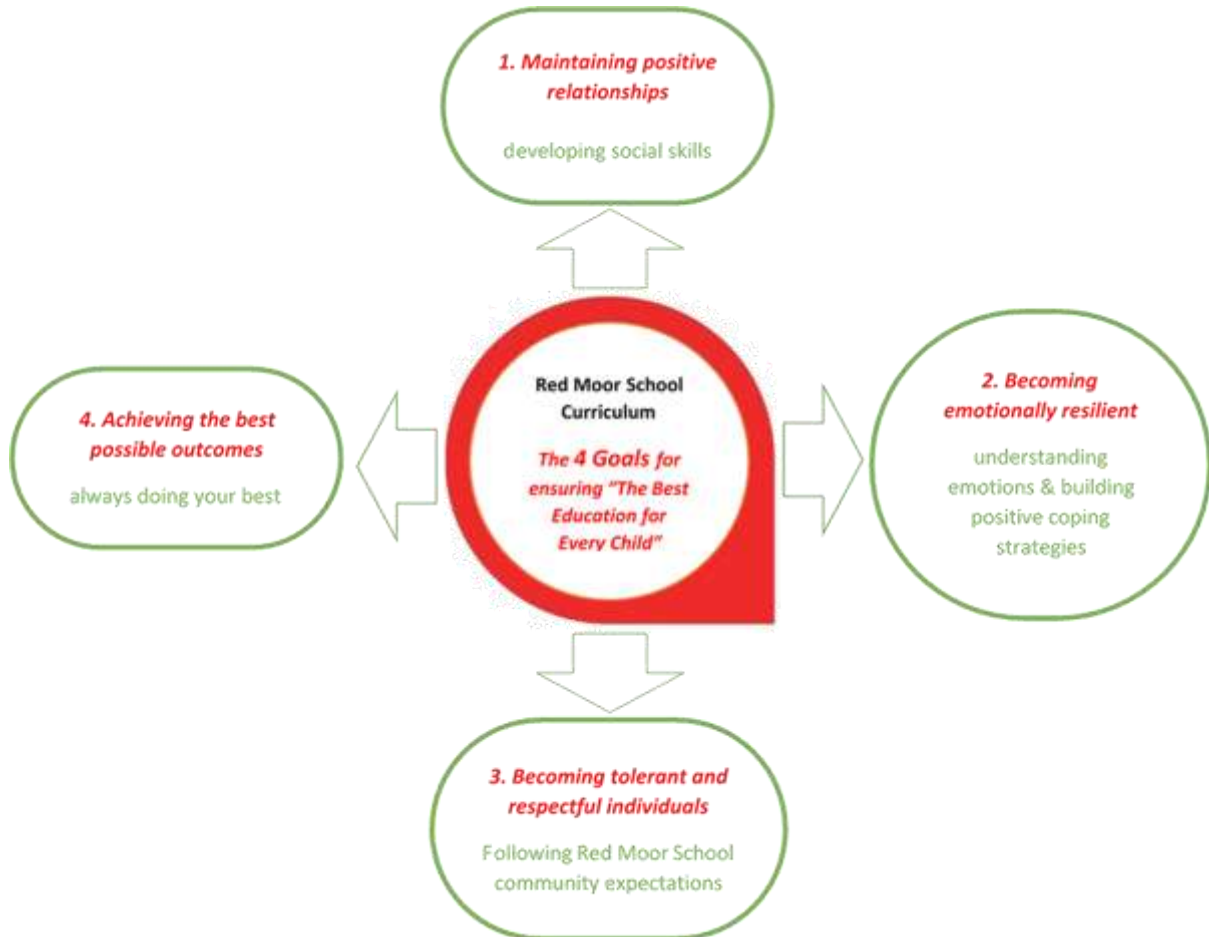 Red Moor School
Curriculum
The 4 Goals for
ensuring "The Best
Education for
Every Child"
1. Maintaining positive
relationships
developing social skills
2. Becoming
emotionally resilient
understanding
emotions & building
positive coping
strategies
3. Becoming tolerant and
respectful individuals
Following Red Moor School
community expectations
4. Achieving the best
possible outcomes
always doing your best